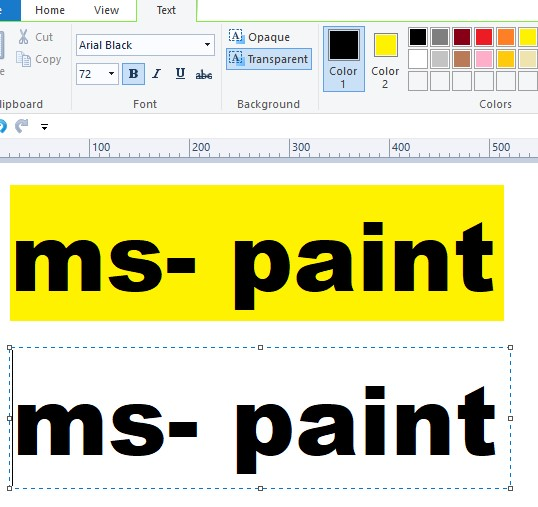 Home View Text
Cut
Copy
Arial Black
72 B I U abc
A Opaque
A Transparent
Color 1
Color 2
Font
Background
Colors
100 200 300 400 500
ms- paint
ms- paint